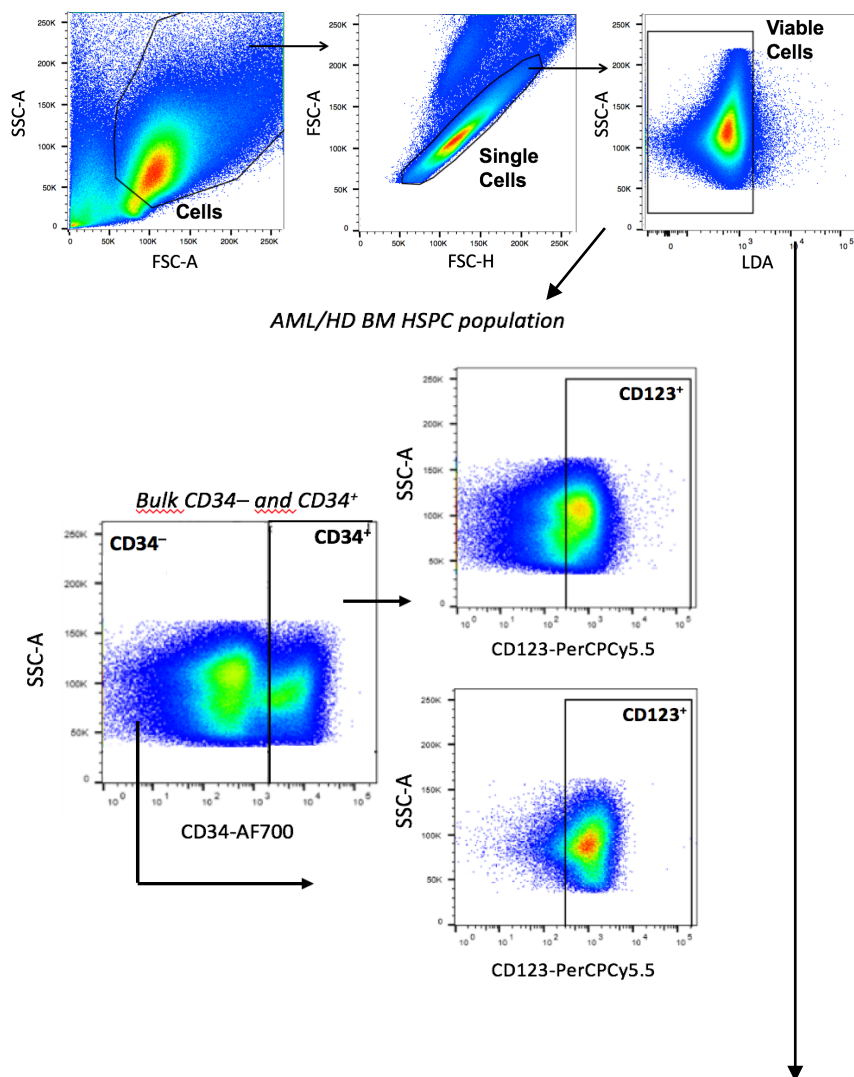 250K
200K
150K
100K
50K
0
SSC-A
Cells
0 50K 100K 150K 200K 250K
FSC-A
250K
200K
150K
100K
50K
0
FSC-A
Single
Cells
0 50K 100K 150K 200K 250K
FSC-H
Viable
Cells
250K
200K
150K
100K
50K
0
SSC-A
0 10³ 10⁴ 10⁵
LDA
AML/HD BM HSPC population
Bulk CD34– and CD34⁺
CD34⁻
CD34⁺
250K
200K
150K
100K
50K
0
SSC-A
10⁰ 10¹ 10² 10³ 10⁴ 10⁵
CD34-AF700
CD123⁺
250K
200K
150K
100K
50K
0
SSC-A
10⁰ 10¹ 10² 10³ 10⁴ 10⁵
CD123-PerCPCy5.5
CD123⁺
250K
200K
150K
100K
50K
0
SSC-A
10⁰ 10¹ 10² 10³ 10⁴ 10⁵
CD123-PerCPCy5.5